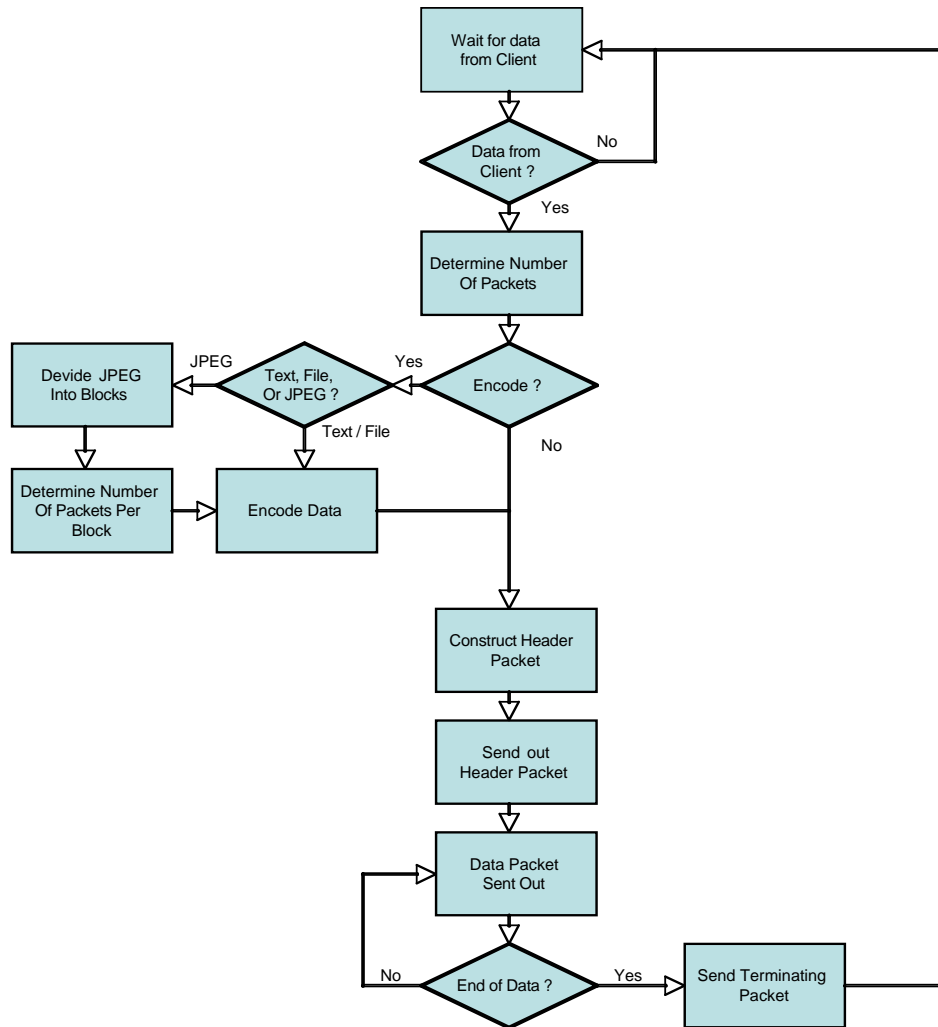 Wait for data
from Client
Data from
Client ?
No
Yes
Determine Number
Of Packets
Encode ?
Yes
No
Text, File,
Or JPEG ?
JPEG
Text / File
Devide JPEG
Into Blocks
Determine Number
Of Packets Per
Block
Encode Data
Construct Header
Packet
Send out
Header Packet
Data Packet
Sent Out
End of Data ?
No
Yes
Send Terminating
Packet